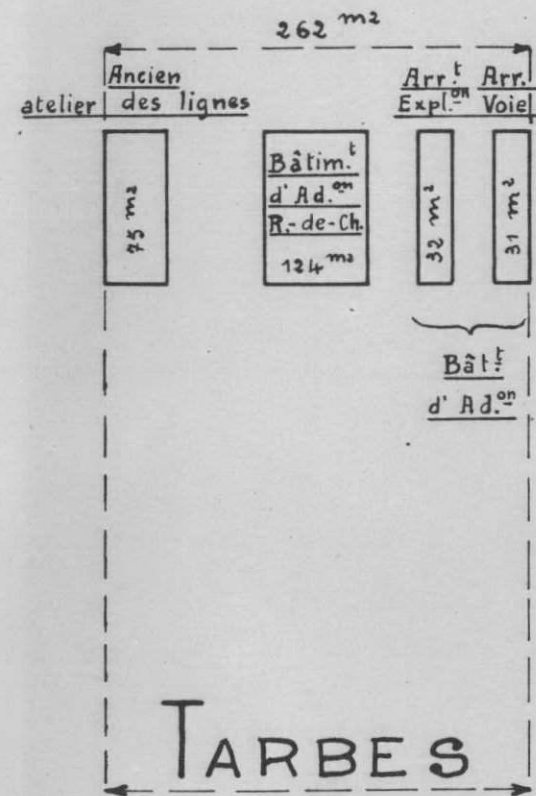 262 m2
Ancien
atelier des lignes
Arr.t Arr.
Expl.on Voie
75 m2
Bâtim.t
d'Ad.on
R.-de-Ch.
124 m2
32 m2
31 m2
Bât.t
d'Ad.on
TARBES